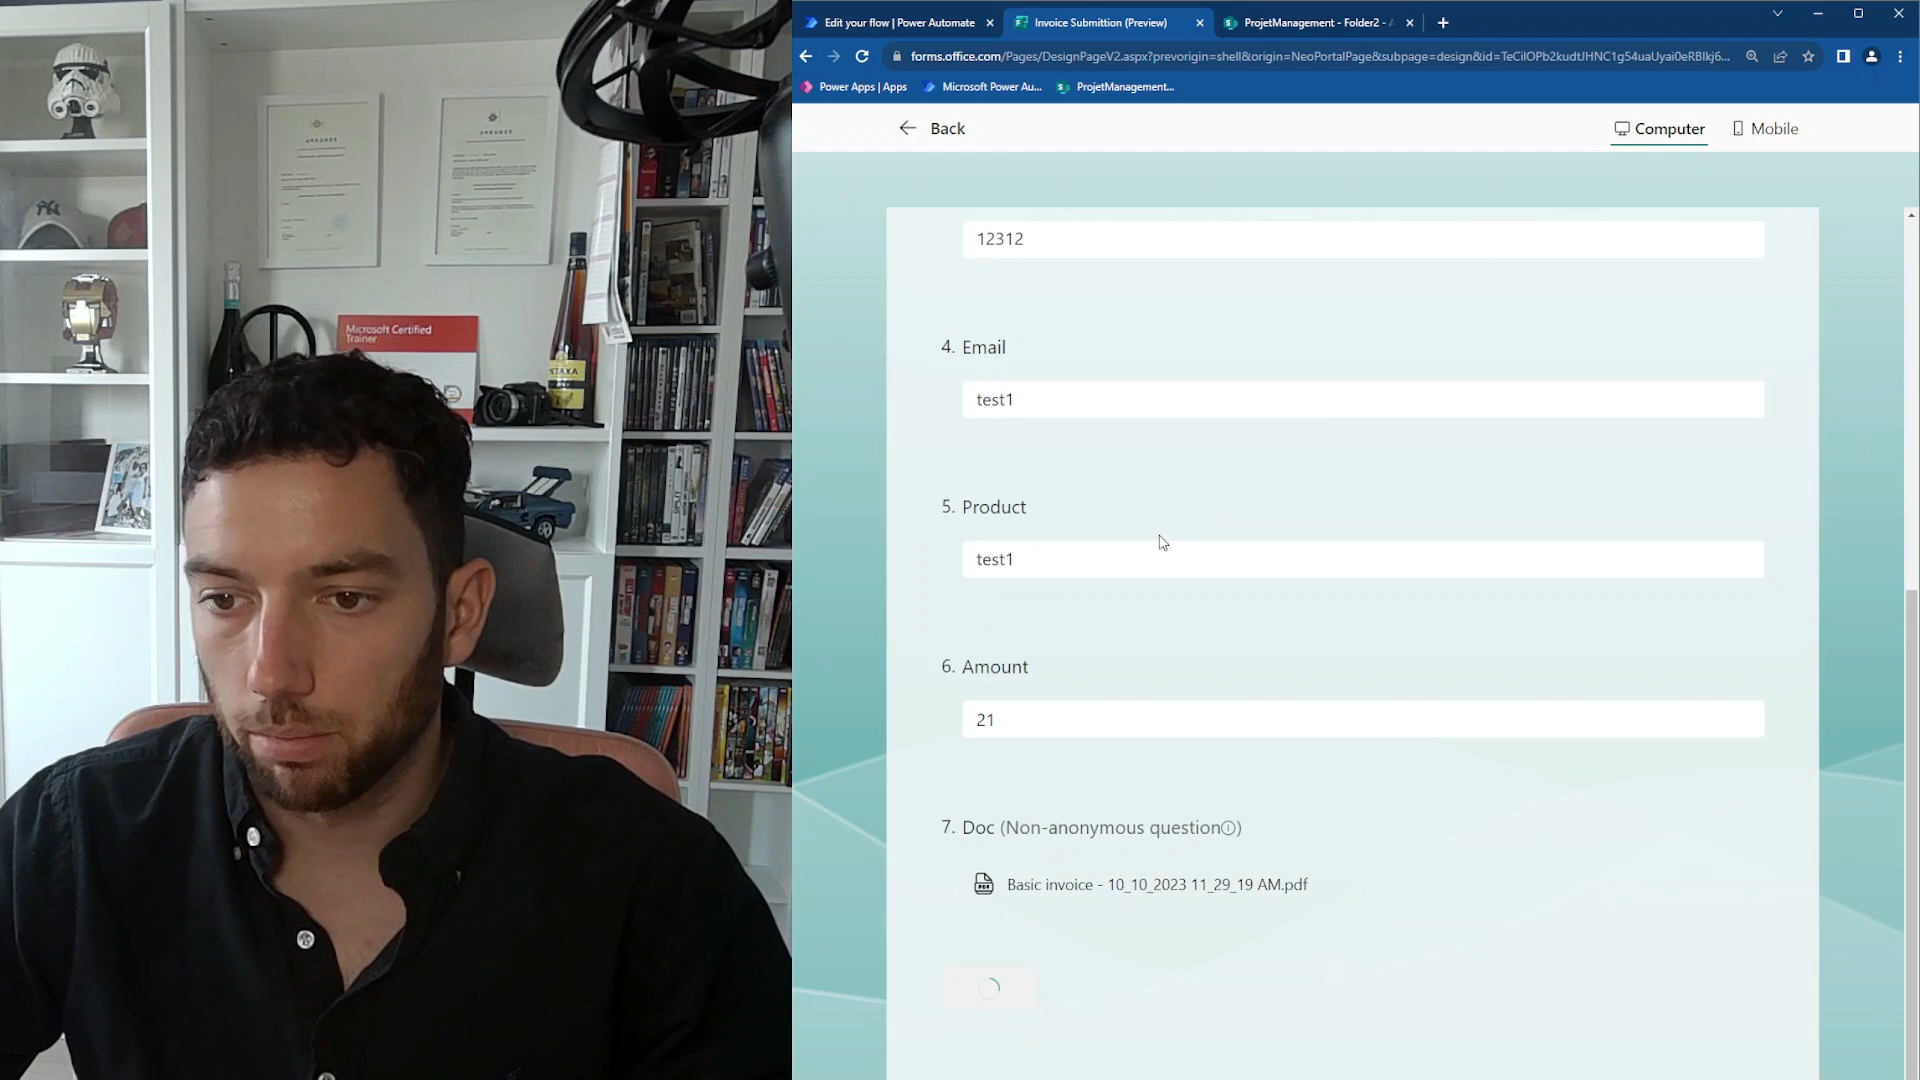 Edit your flow | Power Automate
Invoice Submittion (Preview)
ProjetManagement - Folder2 - A
forms.office.com/Pages/DesignPageV2.aspx?prevorigin=shell&origin=NeoPortalPage&subpage=design&id=TeCilOPb2kudtJHNC1g54uaUyai0eRBIkj6...
Power Apps | Apps
Microsoft Power Au...
ProjetManagement...
Back
Computer
Mobile
12312
4. Email
test1
5. Product
test1
6. Amount
21
7. Doc (Non-anonymous question)
PDF
Basic invoice - 10_10_2023 11_29_19 AM.pdf
Microsoft Certified
Trainer